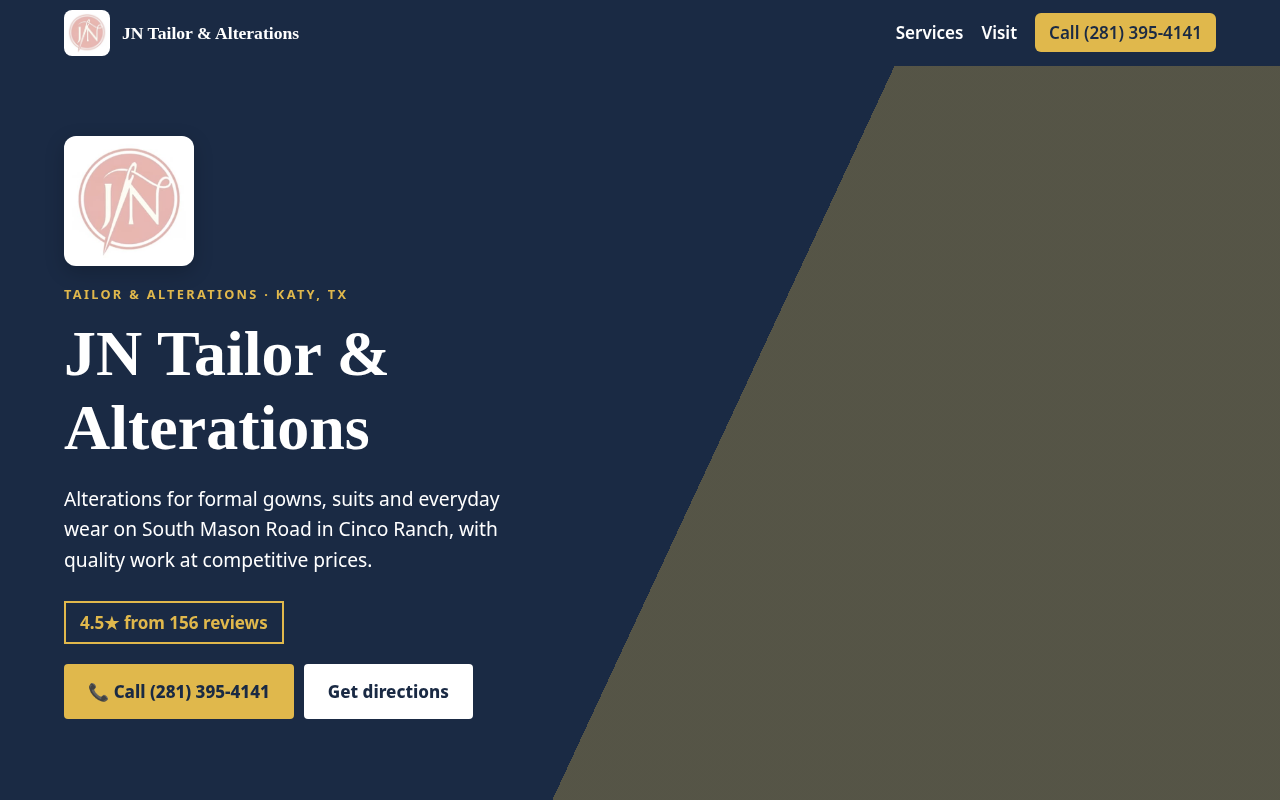 JN
JN Tailor & Alterations
Services
Visit
Call (281) 395-4141
JN
TAILOR & ALTERATIONS · KATY, TX
JN Tailor &
Alterations
Alterations for formal gowns, suits and everyday
wear on South Mason Road in Cinco Ranch, with
quality work at competitive prices.
4.5★ from 156 reviews
📞 Call (281) 395-4141
Get directions